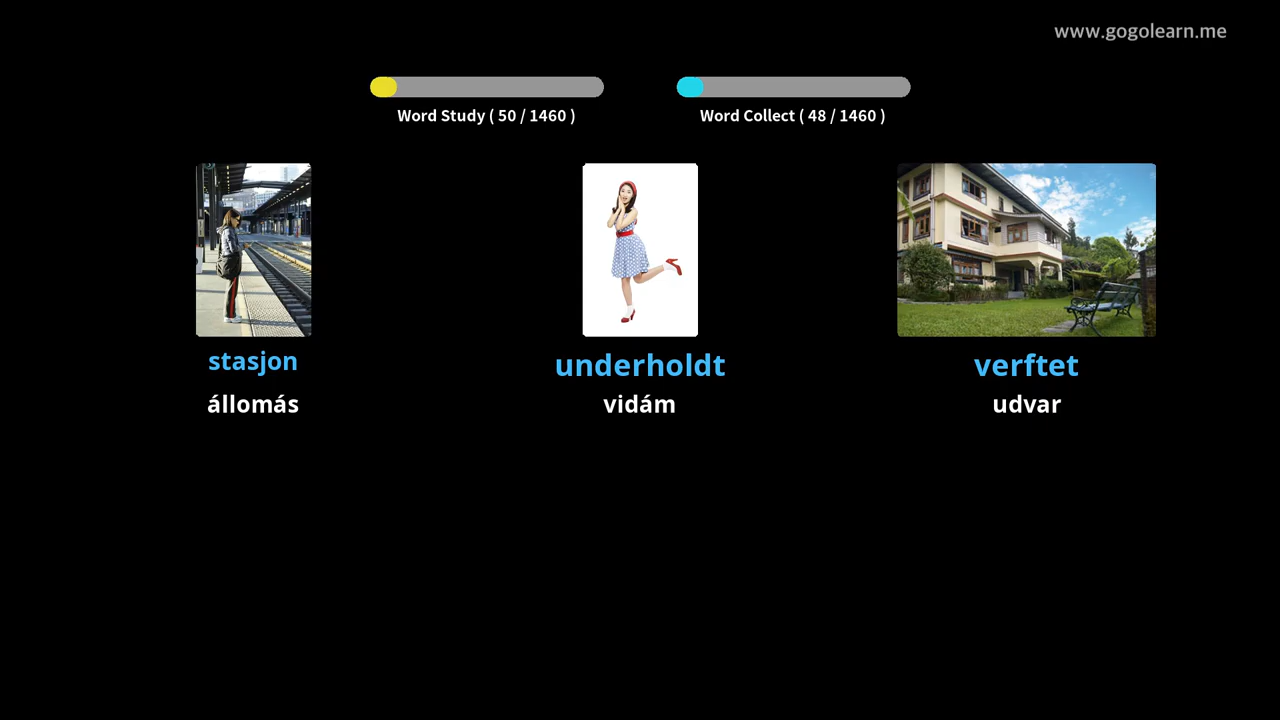 www.gogolearn.me
Word Study ( 50 / 1460 )
Word Collect ( 48 / 1460 )
stasjon
underholdt
verftet
állomás
vidám
udvar